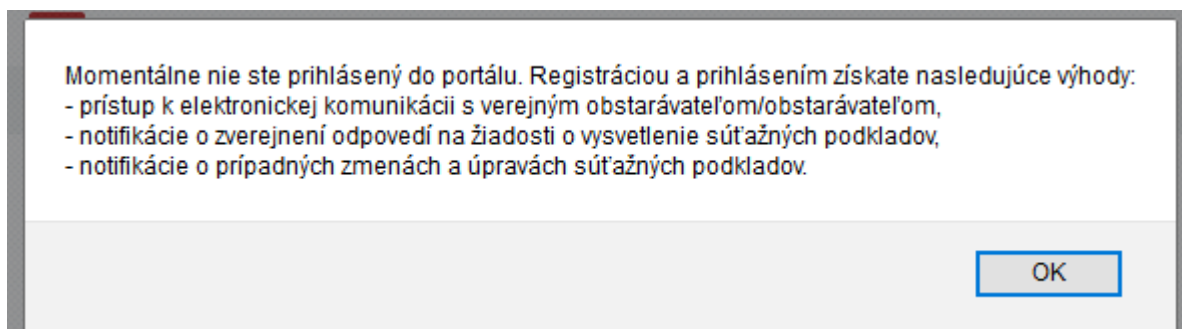 Momentálne nie ste prihlásený do portálu. Registráciou a prihlásením získate nasledujúce výhody:
- prístup k elektronickej komunikácii s verejným obstarávateľom/obstarávateľom,
- notifikácie o zverejnení odpovedí na žiadosti o vysvetlenie súťažných podkladov,
- notifikácie o prípadných zmenách a úpravách súťažných podkladov.
OK